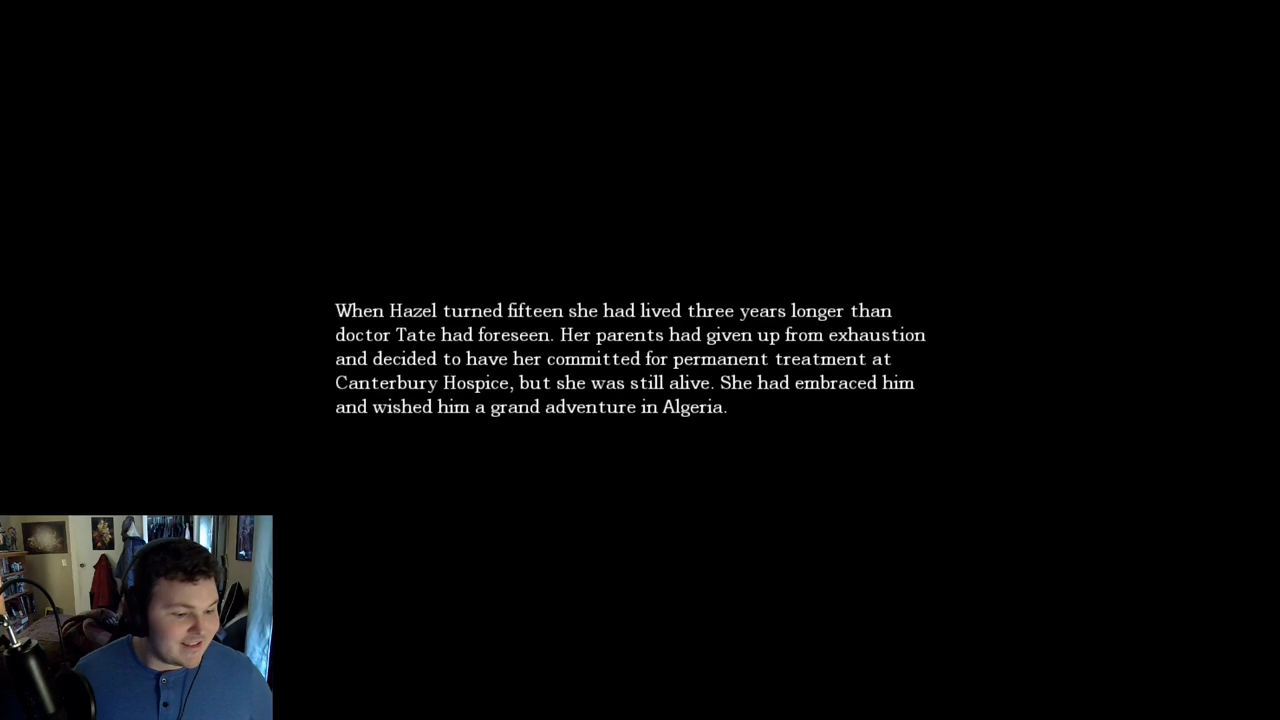 When Hazel turned fifteen she had lived three years longer than
doctor Tate had foreseen. Her parents had given up from exhaustion
and decided to have her committed for permanent treatment at
Canterbury Hospice, but she was still alive. She had embraced him
and wished him a grand adventure in Algeria.